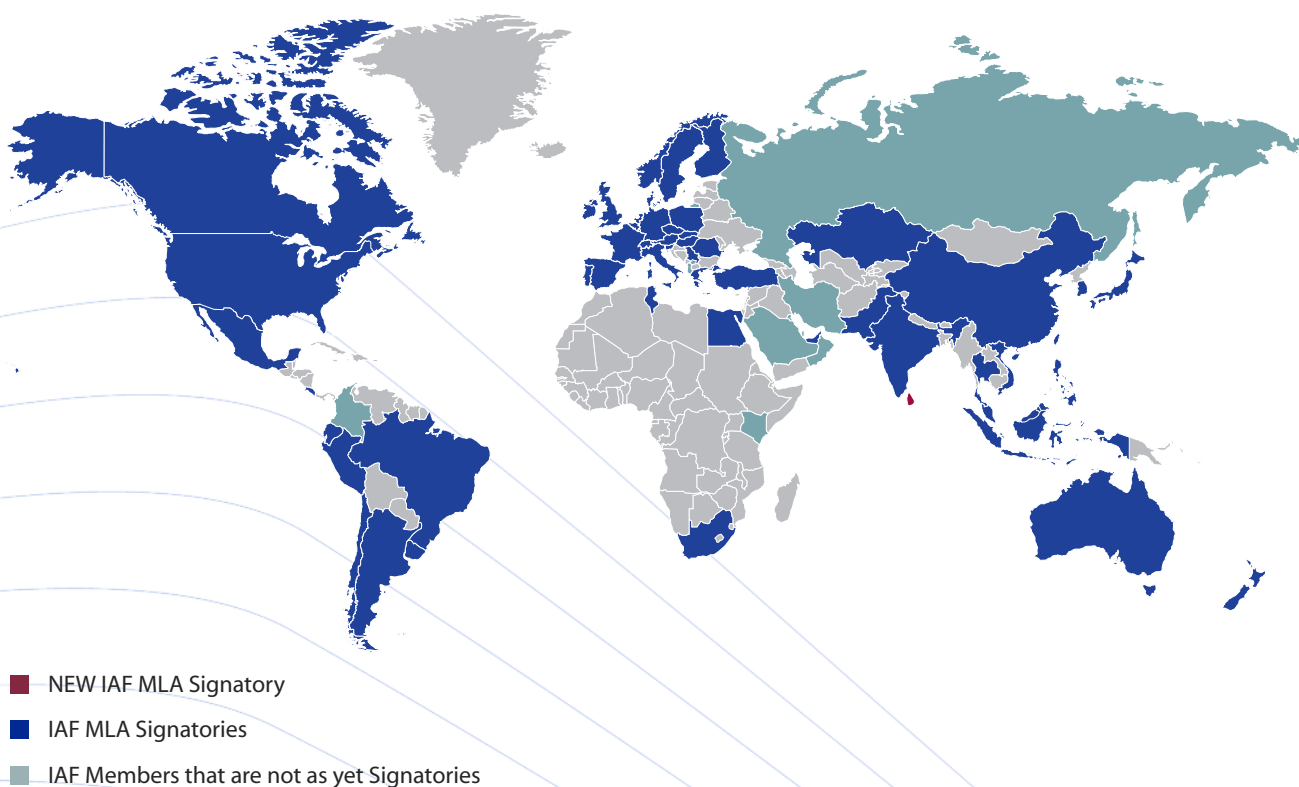 NEW IAF MLA Signatory
IAF MLA Signatories
IAF Members that are not as yet Signatories